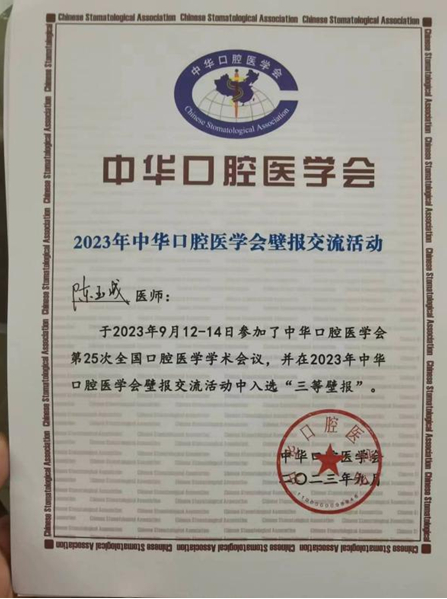 Chinese Stomatological Association
中华口腔医学会
Chinese Stomatological Association
中华口腔医学会
2023年中华口腔医学会壁报交流活动
陈玉成 医师：
于2023年9月12-14日参加了中华口腔医学会
第25次全国口腔医学学术会议，并在2023年中华
口腔医学会壁报交流活动中入选“三等壁报”。
中华口腔医学会
二〇二三年九月